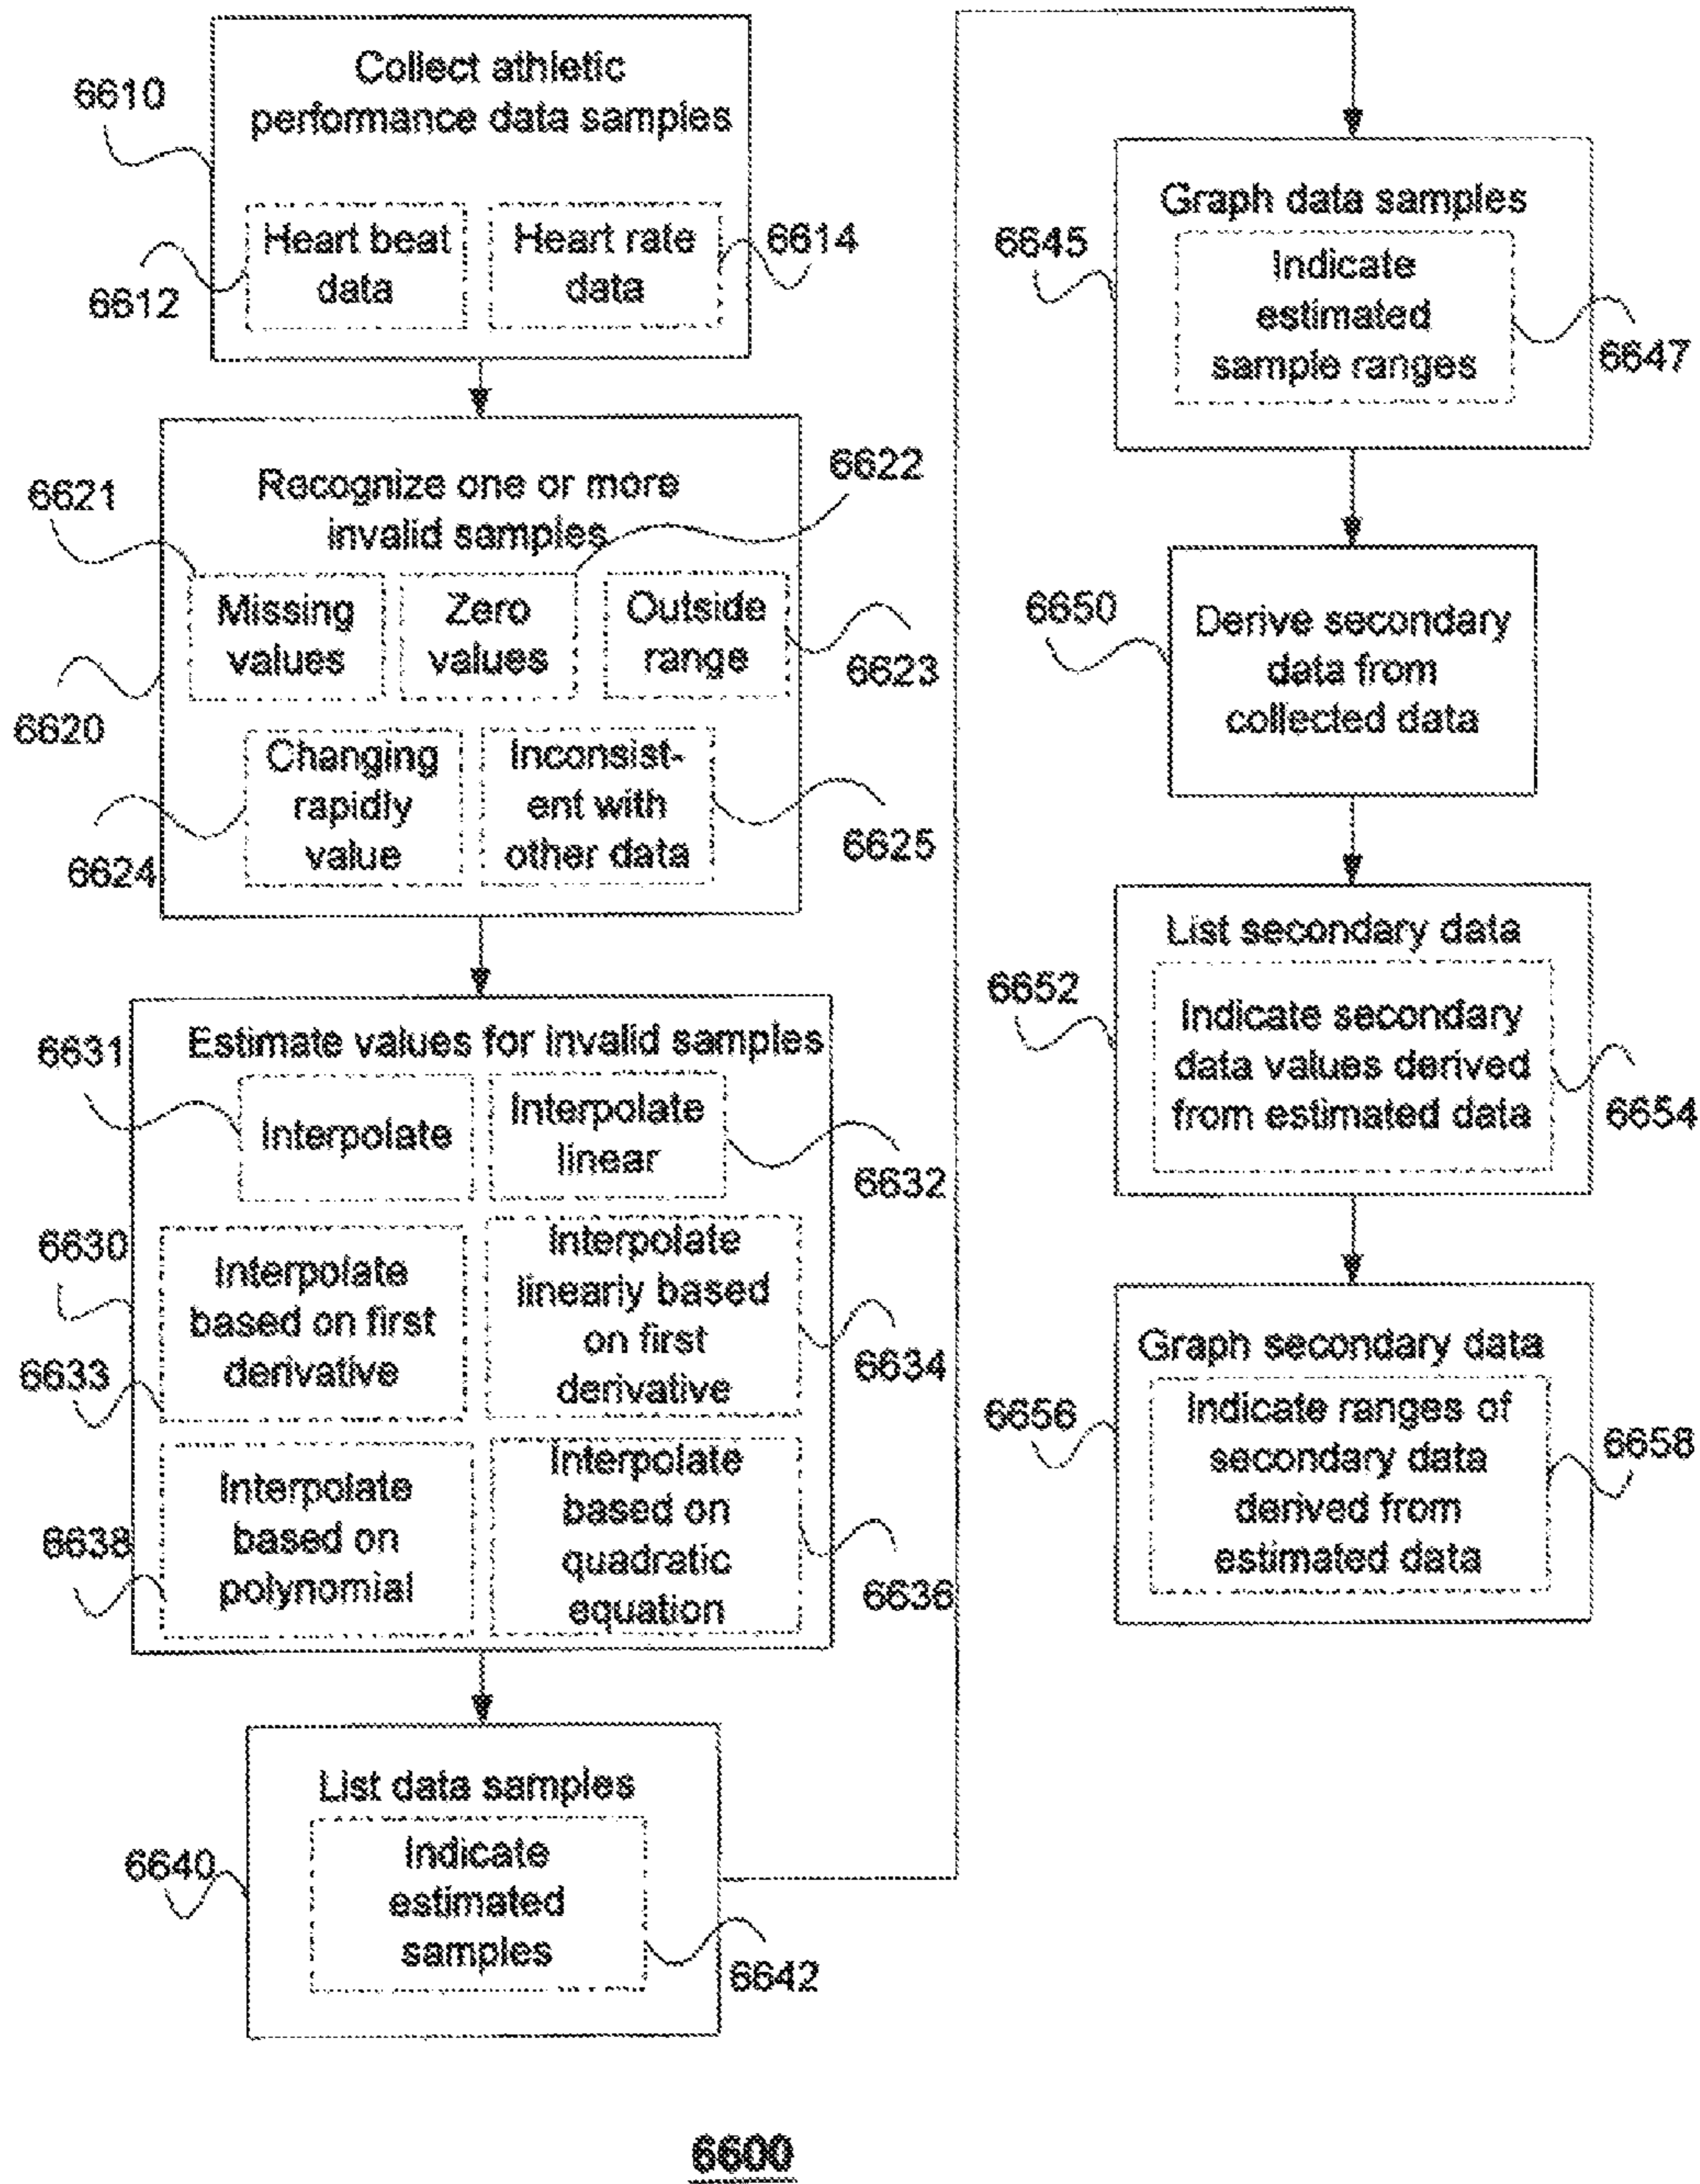 Collect athletic
performance data samples
6610
Heart beat
data
Heart rate
data
6614
6612
Recognize one or more
invalid samples
6622
6621
Missing
values
Zero
values
Outside
range
6623
6620
Changing
rapidly
value
Inconsist-
ent with
other data
6624
6625
Estimate values for invalid samples
6631
Interpolate
Interpolate
linear
6632
6630
Interpolate
based on first
derivative
Interpolate
linearly based
on first
derivative
6633
6634
Interpolate
based on
polynomial
Interpolate
based on
quadratic
equation
6638
6636
List data samples
6640
Indicate
estimated
samples
6642
Graph data samples
6645
Indicate
estimated
sample ranges
6647
6650
Derive secondary
data from
collected data
List secondary data
6652
Indicate secondary
data values derived
from estimated data
6654
Graph secondary data
6656
Indicate ranges of
secondary data
derived from
estimated data
6658
6600